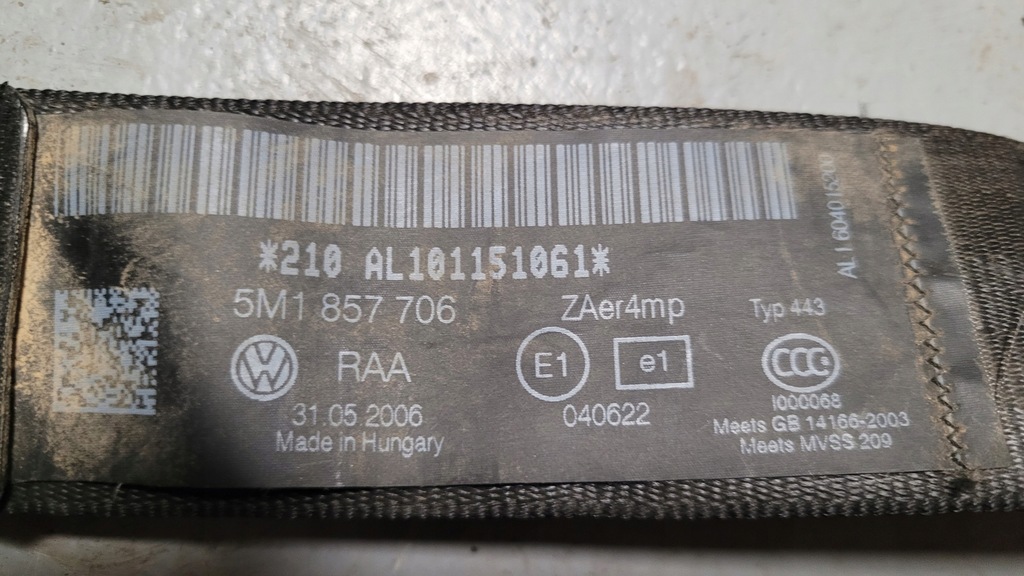 *210 AL101151061*
5M1 857 706
ZAer4mp
Typ 443
VW
RAA
E1
e1
CCC
31.05.2006
040622
I000068
Made in Hungary
Meets GB 14166-2003
Meets MVSS 209